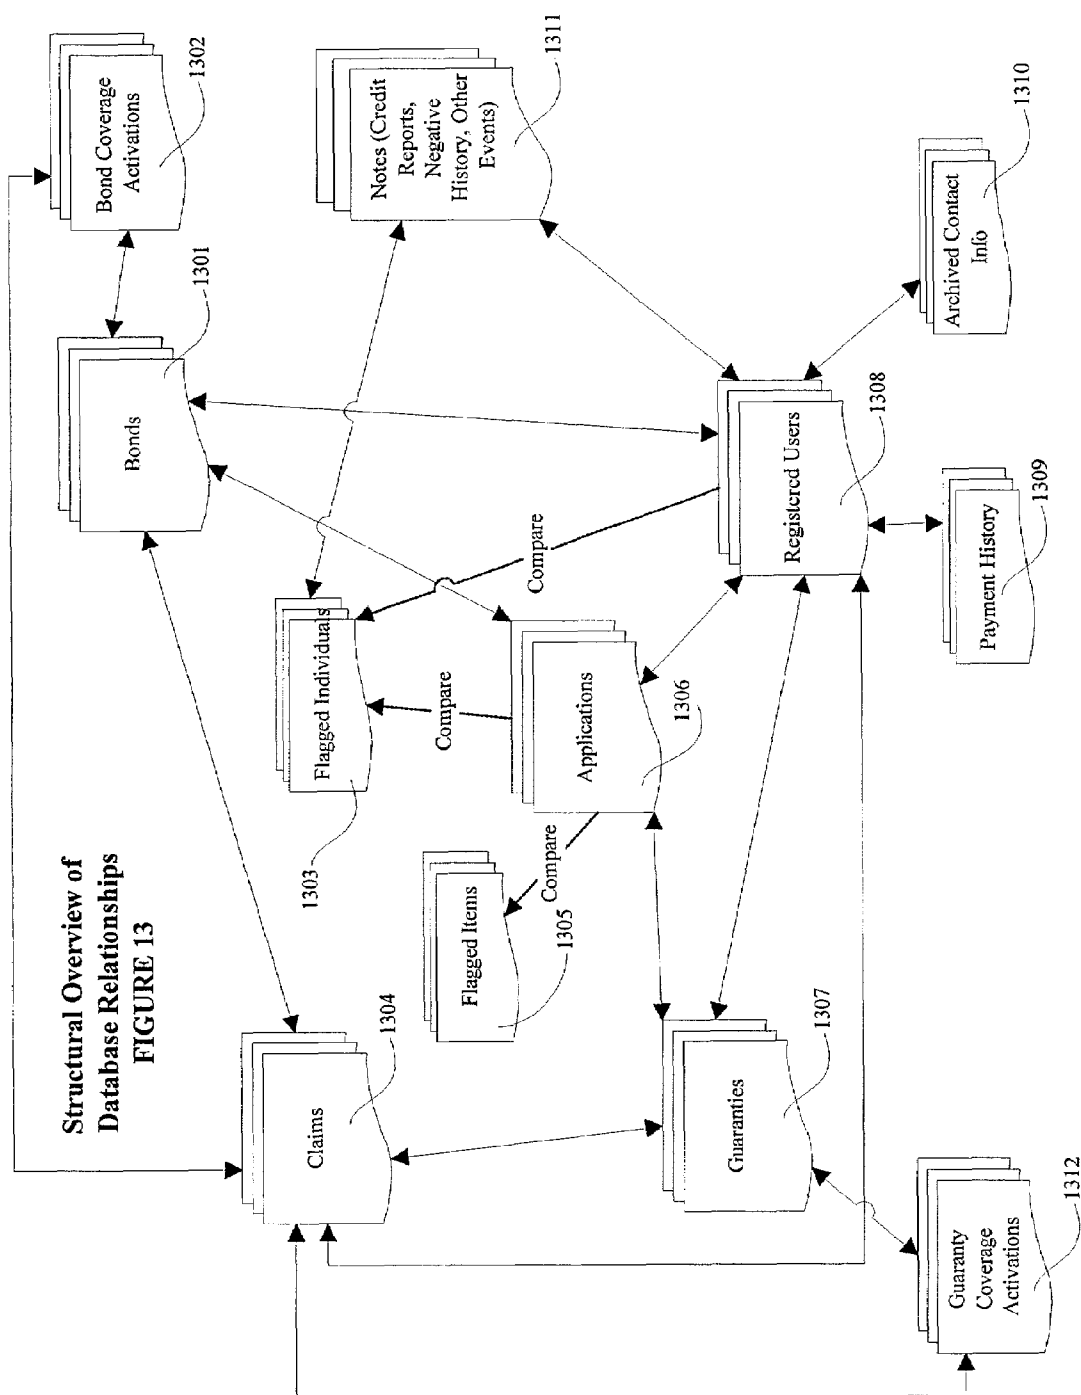 Structural Overview of
Database Relationships
FIGURE 13
Claims
1304
Bonds
1301
Bond Coverage
Activations
1302
Flagged Individuals
1303
Notes (Credit
Reports,
Negative
History, Other
Events)
1311
Flagged Items
1305
Compare
Compare
Compare
Applications
1306
Guaranties
1307
Registered Users
1308
Guaranty
Coverage
Activations
1312
Payment History
1309
Archived Contact
Info
1310